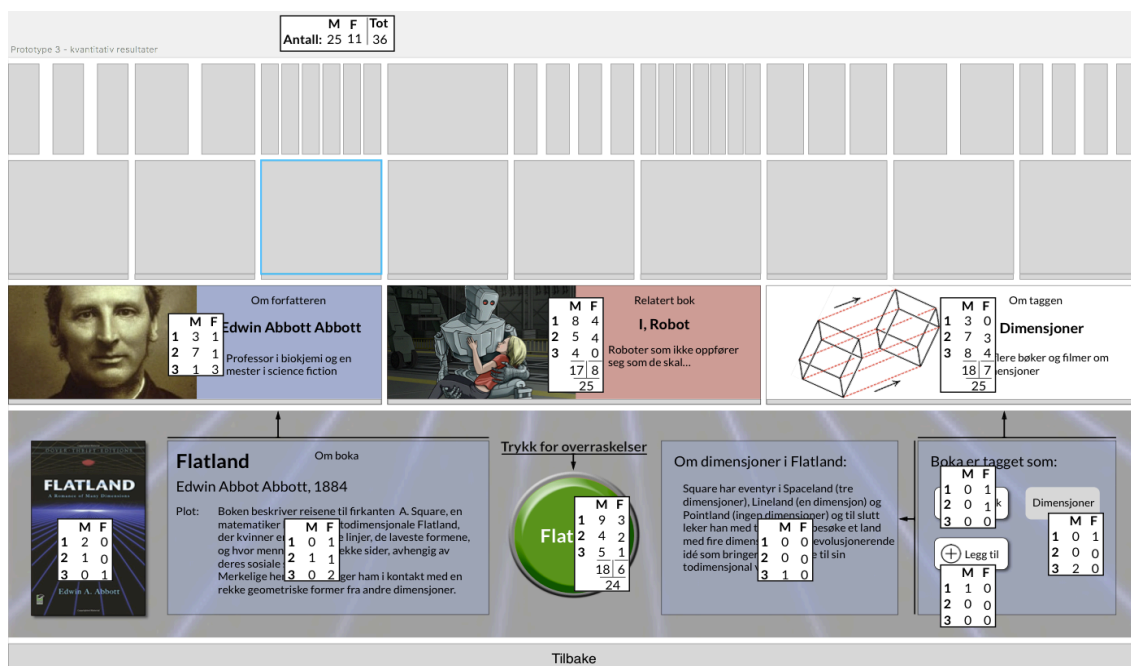 M F Tot
Antall: 25 11 36
Prototype 3 - kvantitativ resultater
Om forfatteren
Edwin Abbott Abbott
Professor i biokjemi og en
mester i science fiction
M F
1 3 1
2 7 1
3 1 3
Relatert bok
I, Robot
Roboter som ikke oppfører
seg som de skal...
M F
1 8 4
2 5 4
3 4 0
17 8
25
Om taggen
Dimensjoner
flere bøker og filmer om
ensjoner
M F
1 3 0
2 7 3
3 8 4
18 7
25
FLATLAND
Edwin A. Abbott
M F
1 2 0
2 1 0
3 0 1
Om boka
Flatland
Edwin Abbot Abbott, 1884
Plot: Boken beskriver reisene til firkanten A. Square, en
matematiker todimensjonale Flatland,
der kvinner e e linjer, de laveste formene,
og hvor menn ekke sider, avhengig av
deres sosiale s
Merkelige he ger ham i kontakt med en
rekke geometriske former fra andre dimensjoner.
M F
1 0 1
2 1 1
3 0 2
Trykk for overraskelser
Flat
M F
1 9 3
2 4 2
3 5 1
18 6
24
Om dimensjoner i Flatland:
Square har eventyr i Spaceland (tre
dimensjoner), Lineland (en dimensjon) og
Pointland (ingen dimensjoner) og til slutt
leker han med t besøke et land
med fire dimens evolusjonerende
idé som bringer e til sin
todimensjonal v
M F
1 0 0
2 0 0
3 1 0
Boka er tagget som:
k
M F
1 0 1
2 0 1
3 0 0
Dimensjoner
M F
1 0 1
2 0 0
3 2 0
Legg til
M F
1 1 0
2 0 0
3 0 0
Tilbake